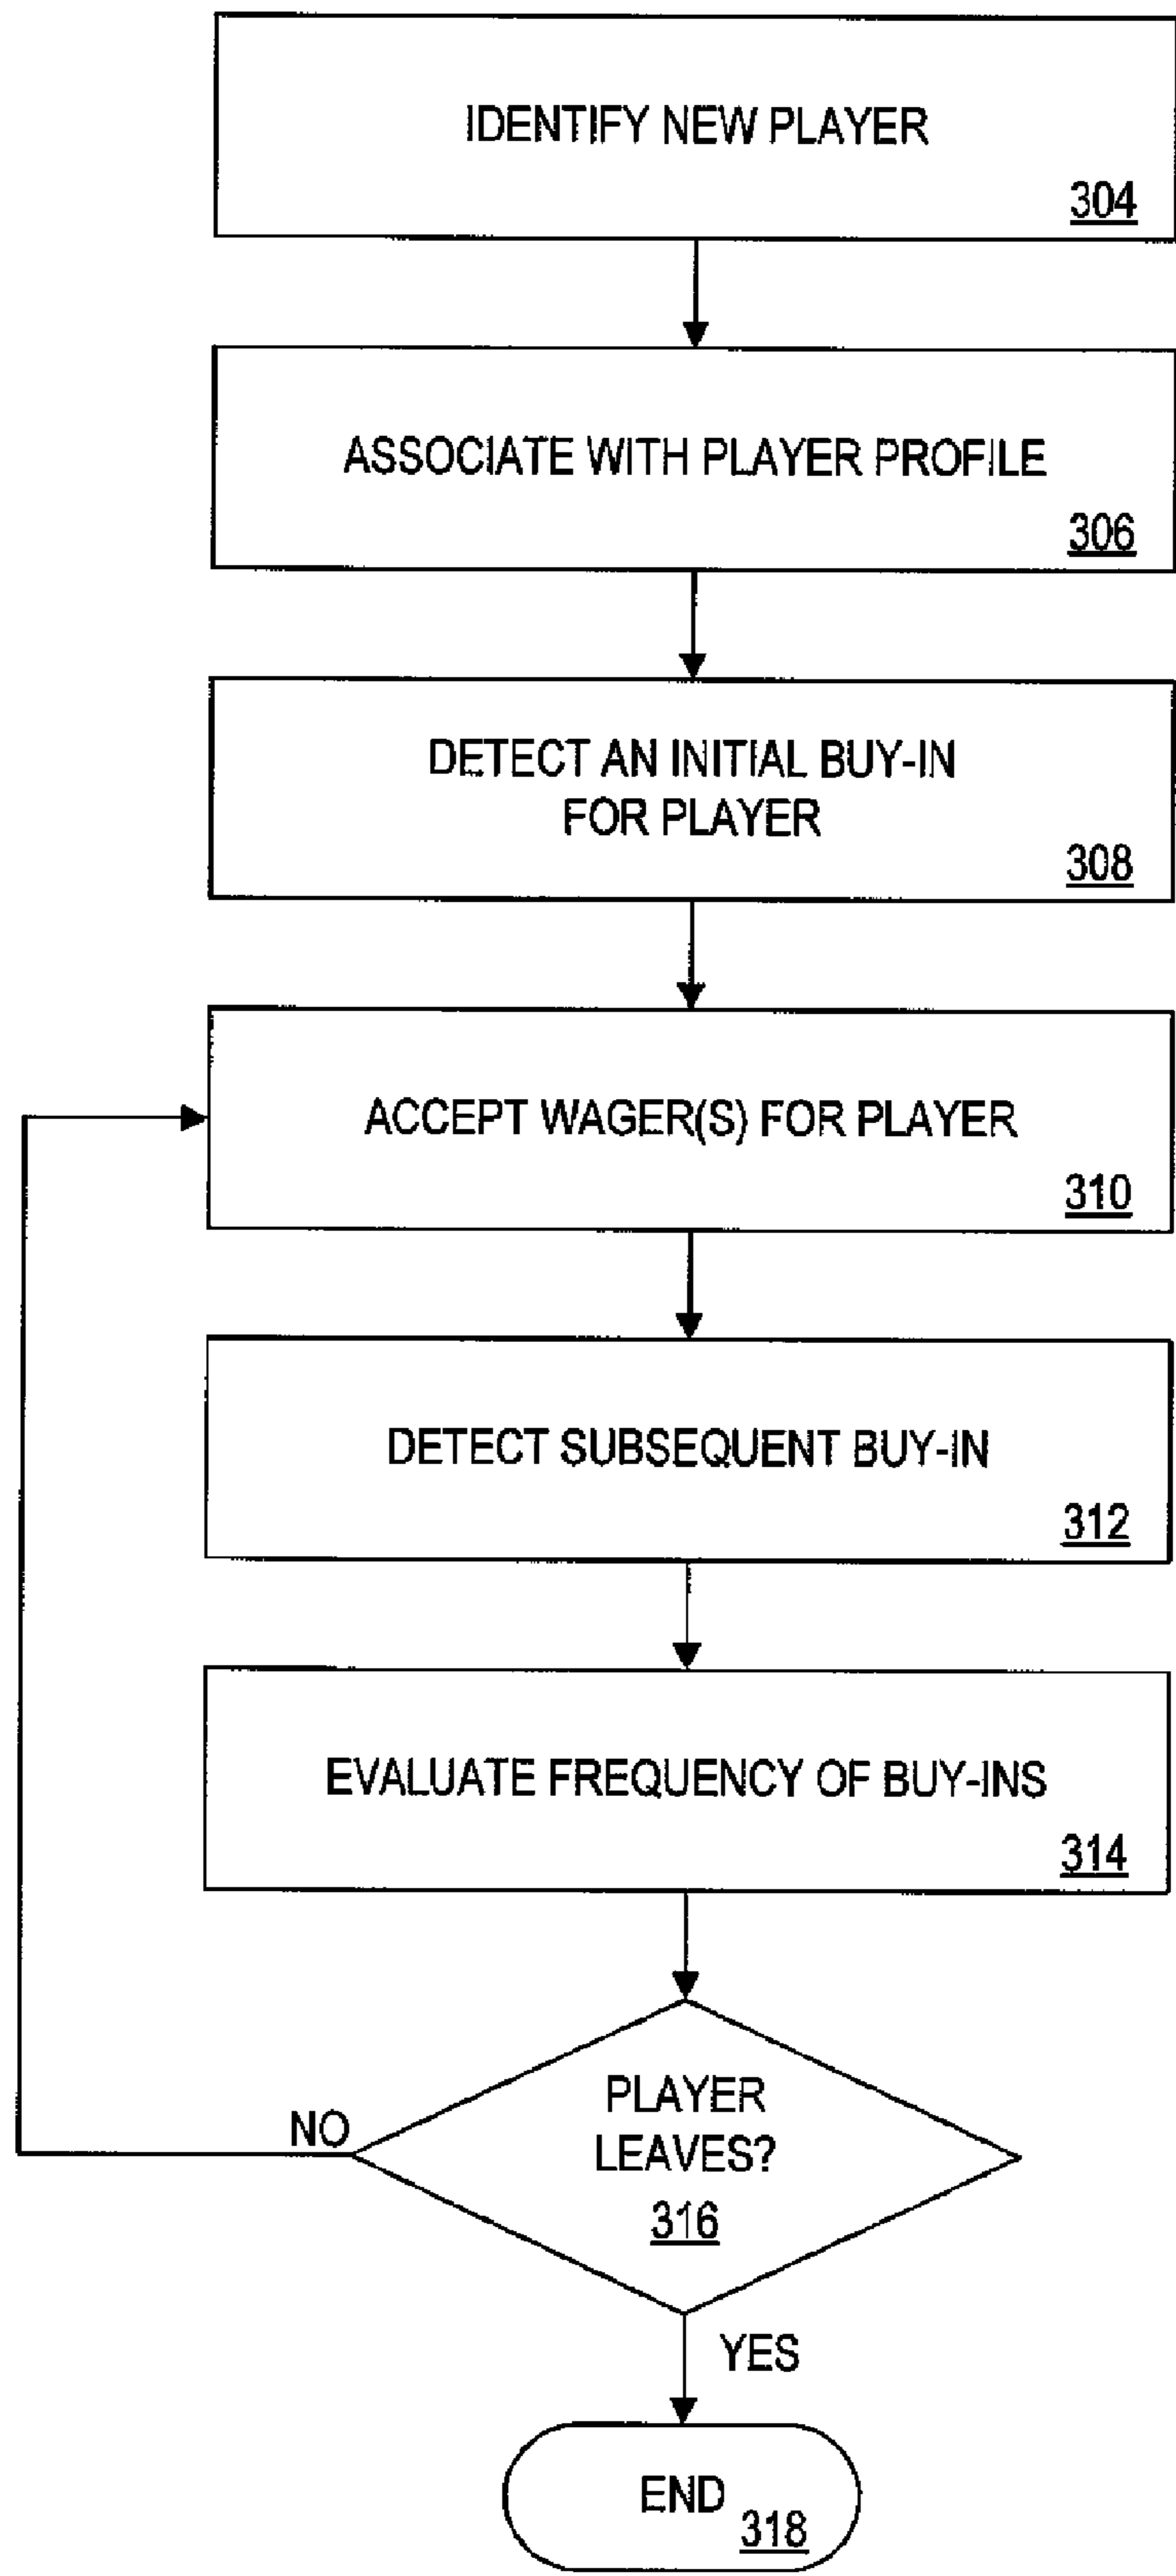 IDENTIFY NEW PLAYER
304
ASSOCIATE WITH PLAYER PROFILE
306
DETECT AN INITIAL BUY-IN
FOR PLAYER
308
ACCEPT WAGER(S) FOR PLAYER
310
DETECT SUBSEQUENT BUY-IN
312
EVALUATE FREQUENCY OF BUY-INS
314
PLAYER
LEAVES?
316
NO
YES
END
318